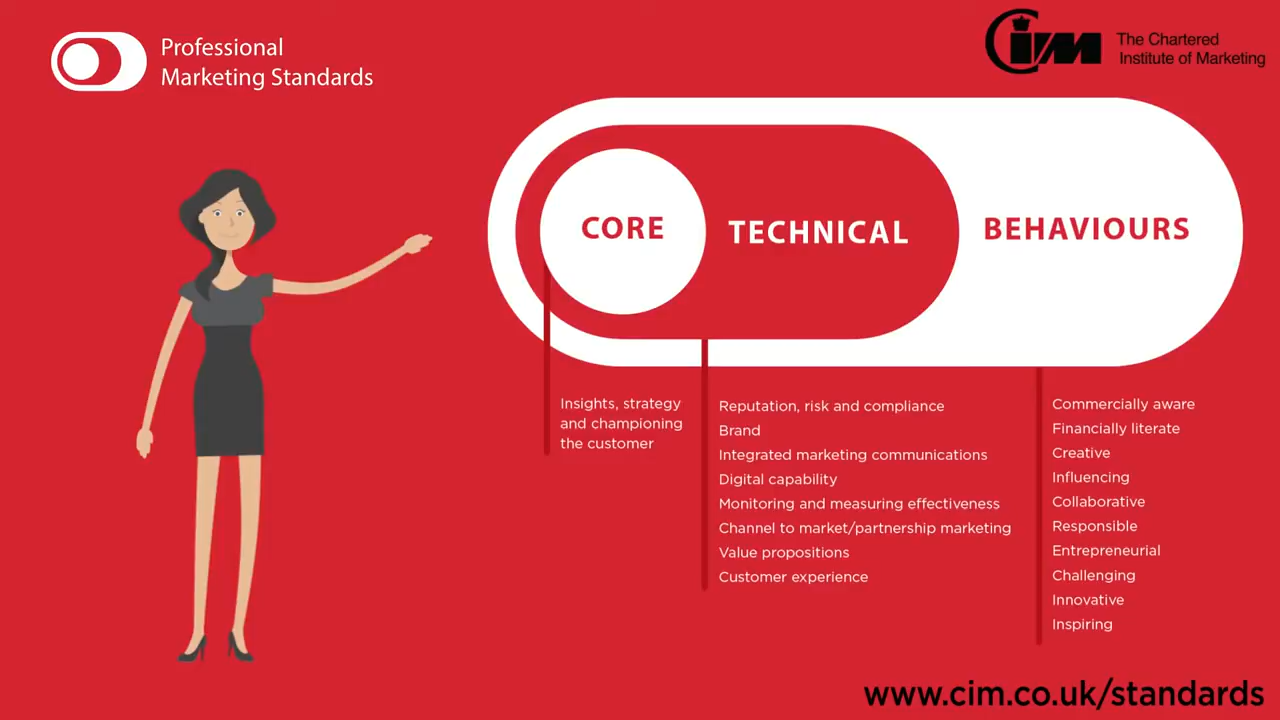 Professional
Marketing Standards
CIM
The Chartered
Institute of Marketing
CORE
TECHNICAL
BEHAVIOURS
Insights, strategy
and championing
the customer
Reputation, risk and compliance
Brand
Integrated marketing communications
Digital capability
Monitoring and measuring effectiveness
Channel to market/partnership marketing
Value propositions
Customer experience
Commercially aware
Financially literate
Creative
Influencing
Collaborative
Responsible
Entrepreneurial
Challenging
Innovative
Inspiring
www.cim.co.uk/standards